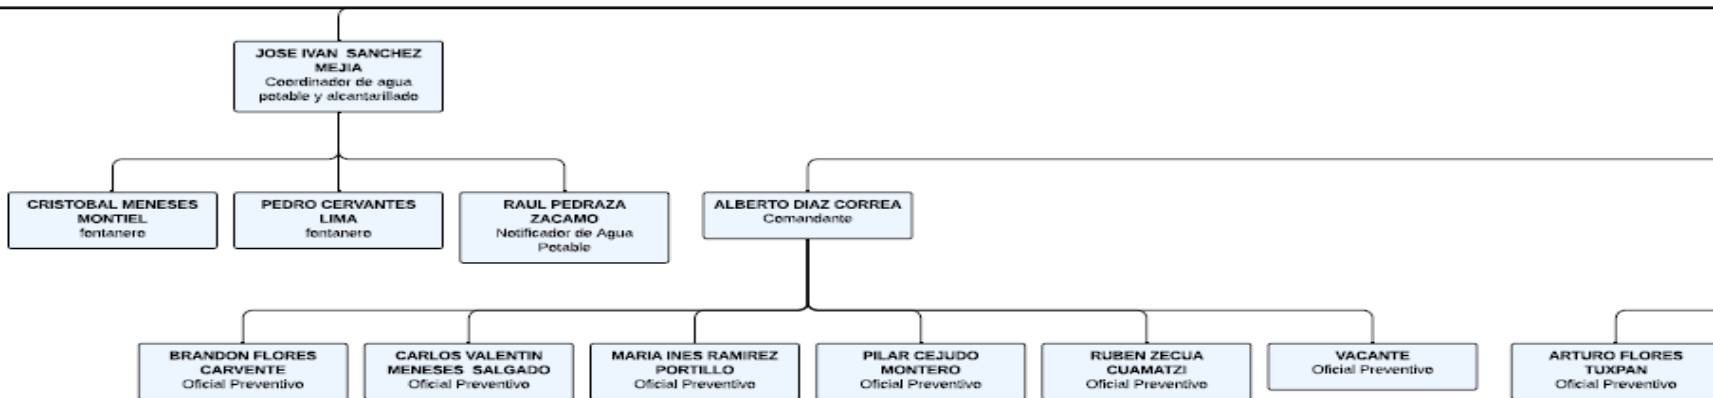 JOSE IVAN  SANCHEZ
MEJIA
Coordinador de agua
potable y alcantarillado
CRISTOBAL MENESES
MONTIEL
fontanero
PEDRO CERVANTES
LIMA
fontanero
RAUL PEDRAZA
ZACAMO
Notificador de Agua
Potable
ALBERTO DIAZ CORREA
Comandante
BRANDON FLORES
CARVENTE
Oficial Preventivo
CARLOS VALENTIN
MENESES  SALGADO
Oficial Preventivo
MARIA INES RAMIREZ
PORTILLO
Oficial Preventivo
PILAR CEJUDO
MONTERO
Oficial Preventivo
RUBEN ZECUA
CUAMATZI
Oficial Preventivo
VACANTE
Oficial Preventivo
ARTURO FLORES
TUXPAN
Oficial Preventivo